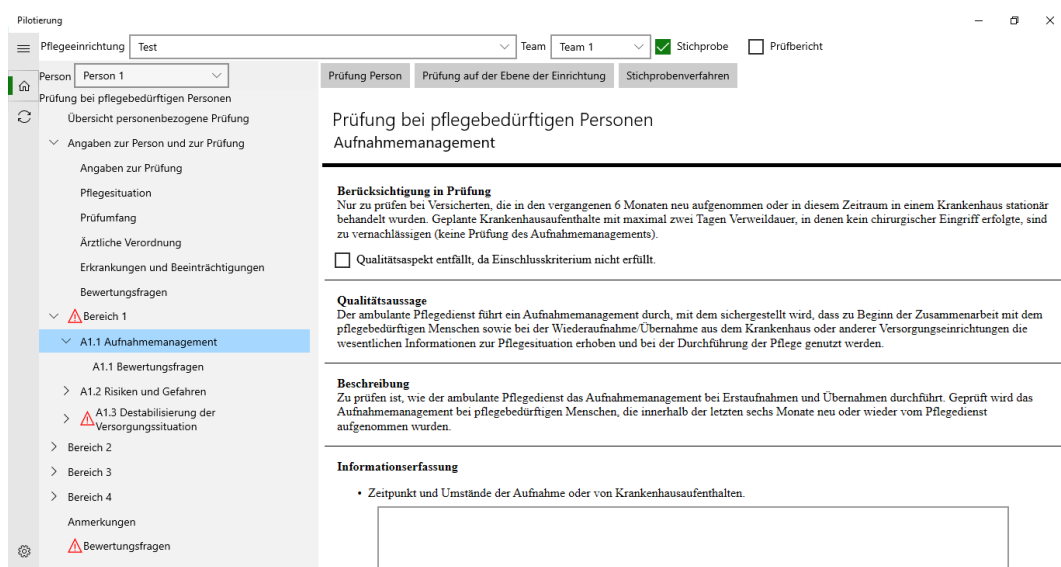 Pilotierung
Pflegeeinrichtung Test Team Team 1 Stichprobe Prüfbericht
Person Person 1
Prüfung Person Prüfung auf der Ebene der Einrichtung Stichprobenverfahren
Prüfung bei pflegebedürftigen Personen
Übersicht personenbezogene Prüfung
Angaben zur Person und zur Prüfung
Angaben zur Prüfung
Pflegesituation
Prüfumfang
Ärztliche Verordnung
Erkrankungen und Beeinträchtigungen
Bewertungsfragen
Bereich 1
A1.1 Aufnahmemanagement
A1.1 Bewertungsfragen
A1.2 Risiken und Gefahren
A1.3 Destabilisierung der
Versorgungssituation
Bereich 2
Bereich 3
Bereich 4
Anmerkungen
Bewertungsfragen
Prüfung bei pflegebedürftigen Personen
Aufnahmemanagement
Berücksichtigung in Prüfung
Nur zu prüfen bei Versicherten, die in den vergangenen 6 Monaten neu aufgenommen oder in diesem Zeitraum in einem Krankenhaus stationär
behandelt wurden. Geplante Krankenhausaufenthalte mit maximal zwei Tagen Verweildauer, in denen kein chirurgischer Eingriff erfolgte, sind
zu vernachlässigen (keine Prüfung des Aufnahmemanagements).
Qualitätsaspekt entfällt, da Einschlusskriterium nicht erfüllt.
Qualitätsaussage
Der ambulante Pflegedienst führt ein Aufnahmemanagement durch, mit dem sichergestellt wird, dass zu Beginn der Zusammenarbeit mit dem
pflegebedürftigen Menschen sowie bei der Wiederaufnahme/Übernahme aus dem Krankenhaus oder anderer Versorgungseinrichtungen die
wesentlichen Informationen zur Pflegesituation erhoben und bei der Durchführung der Pflege genutzt werden.
Beschreibung
Zu prüfen ist, wie der ambulante Pflegedienst das Aufnahmemanagement bei Erstaufnahmen und Übernahmen durchführt. Geprüft wird das
Aufnahmemanagement bei pflegebedürftigen Menschen, die innerhalb der letzten sechs Monate neu oder wieder vom Pflegedienst
aufgenommen wurden.
Informationserfassung
• Zeitpunkt und Umstände der Aufnahme oder von Krankenhausaufenthalten.